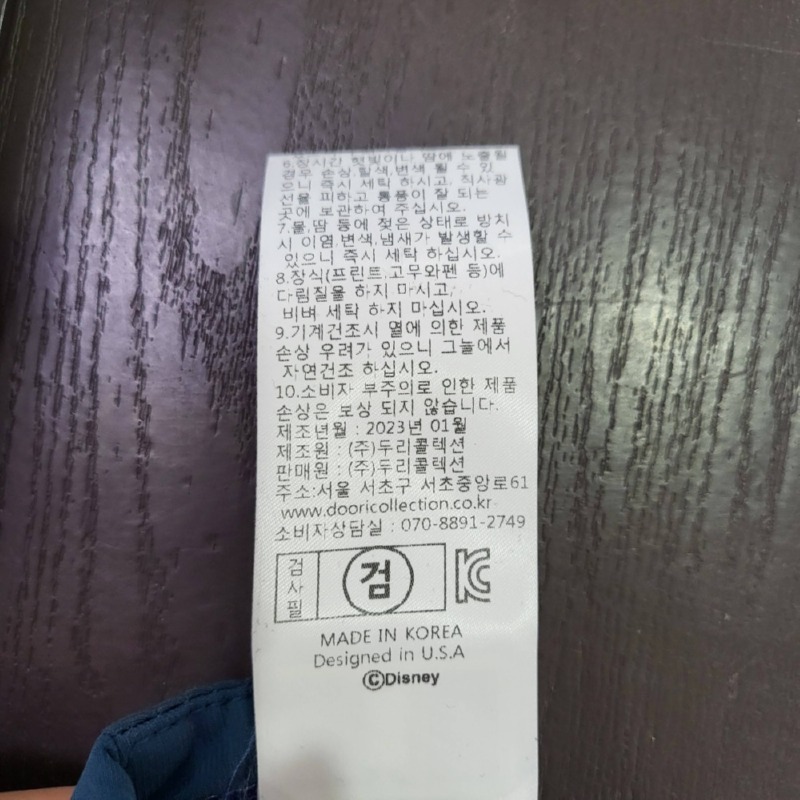 6.장시간 햇빛이나 땀에 노출될
경우 손상,탈색,변색 될 수 있
으니 즉시 세탁 하시고, 직사광
선을 피하고 통풍이 잘 되는
곳에 보관하여 주십시오.
7.물,땀 등에 젖은 상태로 방치
시 이염,변색,냄새가 발생할 수
있으니 즉시 세탁 하십시오.
8.장식(프린트,고무와펜 등)에
다림질을 하지 마시고,
비벼 세탁 하지 마십시오.
9.기계건조시 열에 의한 제품
손상 우려가 있으니 그늘에서
자연건조 하십시오.
10.소비자 부주의로 인한 제품
손상은 보상 되지 않습니다.
제조년월 : 2023년 01월
제조원 : (주)두리콜렉션
판매원 : (주)두리콜렉션
주소:서울 서초구 서초중앙로61
www.dooricollection.co.kr
소비자상담실 : 070-8891-2749
검사필 검 KC
MADE IN KOREA
Designed in U.S.A
©Disney